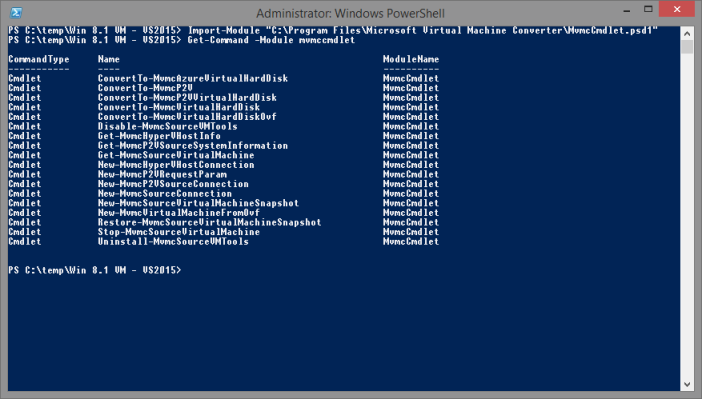 Administrator: Windows PowerShell
PS C:\temp\Win 8.1 VM - VS2015> Import-Module "C:\Program Files\Microsoft Virtual Machine Converter\MvmcCmdlet.psd1"
PS C:\temp\Win 8.1 VM - VS2015> Get-Command -Module mvmccmdlet
CommandType Name ModuleName
----------- ---- ----------
Cmdlet ConvertTo-MvmcAzureVirtualHardDisk MvmcCmdlet
Cmdlet ConvertTo-MvmcP2V MvmcCmdlet
Cmdlet ConvertTo-MvmcP2VVirtualHardDisk MvmcCmdlet
Cmdlet ConvertTo-MvmcVirtualHardDisk MvmcCmdlet
Cmdlet ConvertTo-MvmcVirtualHardDiskOvf MvmcCmdlet
Cmdlet Disable-MvmcSourceVMTools MvmcCmdlet
Cmdlet Get-MvmcHyperVHostInfo MvmcCmdlet
Cmdlet Get-MvmcP2VSourceSystemInformation MvmcCmdlet
Cmdlet Get-MvmcSourceVirtualMachine MvmcCmdlet
Cmdlet New-MvmcHyperVHostConnection MvmcCmdlet
Cmdlet New-MvmcP2VRequestParam MvmcCmdlet
Cmdlet New-MvmcP2VSourceConnection MvmcCmdlet
Cmdlet New-MvmcSourceConnection MvmcCmdlet
Cmdlet New-MvmcSourceVirtualMachineSnapshot MvmcCmdlet
Cmdlet New-MvmcVirtualMachineFromOvf MvmcCmdlet
Cmdlet Restore-MvmcSourceVirtualMachineSnapshot MvmcCmdlet
Cmdlet Stop-MvmcSourceVirtualMachine MvmcCmdlet
Cmdlet Uninstall-MvmcSourceVMTools MvmcCmdlet
PS C:\temp\Win 8.1 VM - VS2015>